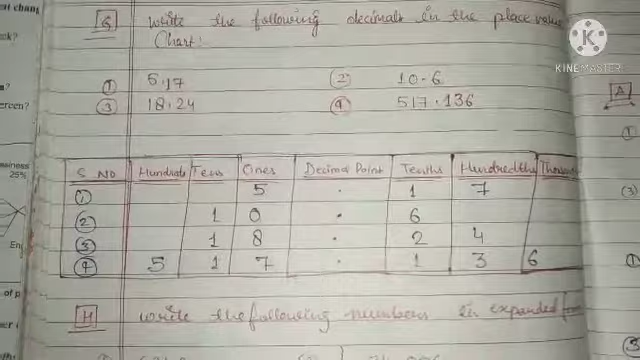 G Write the following decimals in the place value
Chart:
① 5.17 ② 10.6
③ 18.24 ④ 517.136
S NO Hundreds Tens Ones Decimal Point Tenths Hundredths
① 5 . 1 7
② 1 0 . 6
③ 1 8 . 2 4
④ 5 1 7 . 1 3 6
H Write the following numbers in expanded form
KINEMASTER
A
25%